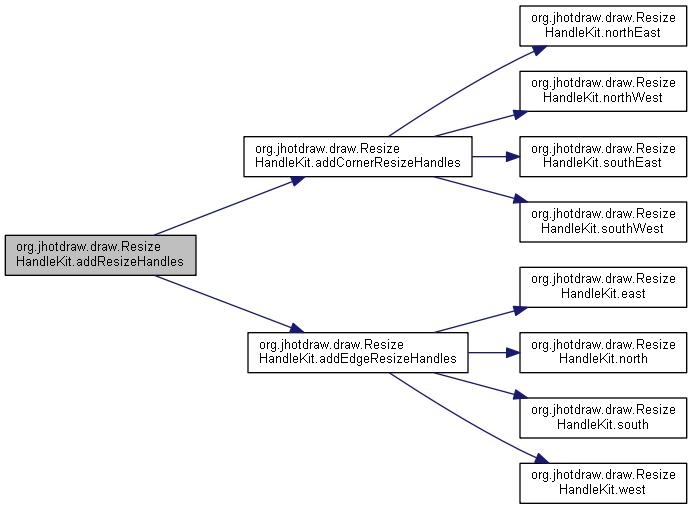 org.jhotdraw.draw.Resize
HandleKit.addResizeHandles
org.jhotdraw.draw.Resize
HandleKit.addCornerResizeHandles
org.jhotdraw.draw.Resize
HandleKit.northEast
org.jhotdraw.draw.Resize
HandleKit.northWest
org.jhotdraw.draw.Resize
HandleKit.southEast
org.jhotdraw.draw.Resize
HandleKit.southWest
org.jhotdraw.draw.Resize
HandleKit.addEdgeResizeHandles
org.jhotdraw.draw.Resize
HandleKit.east
org.jhotdraw.draw.Resize
HandleKit.north
org.jhotdraw.draw.Resize
HandleKit.south
org.jhotdraw.draw.Resize
HandleKit.west